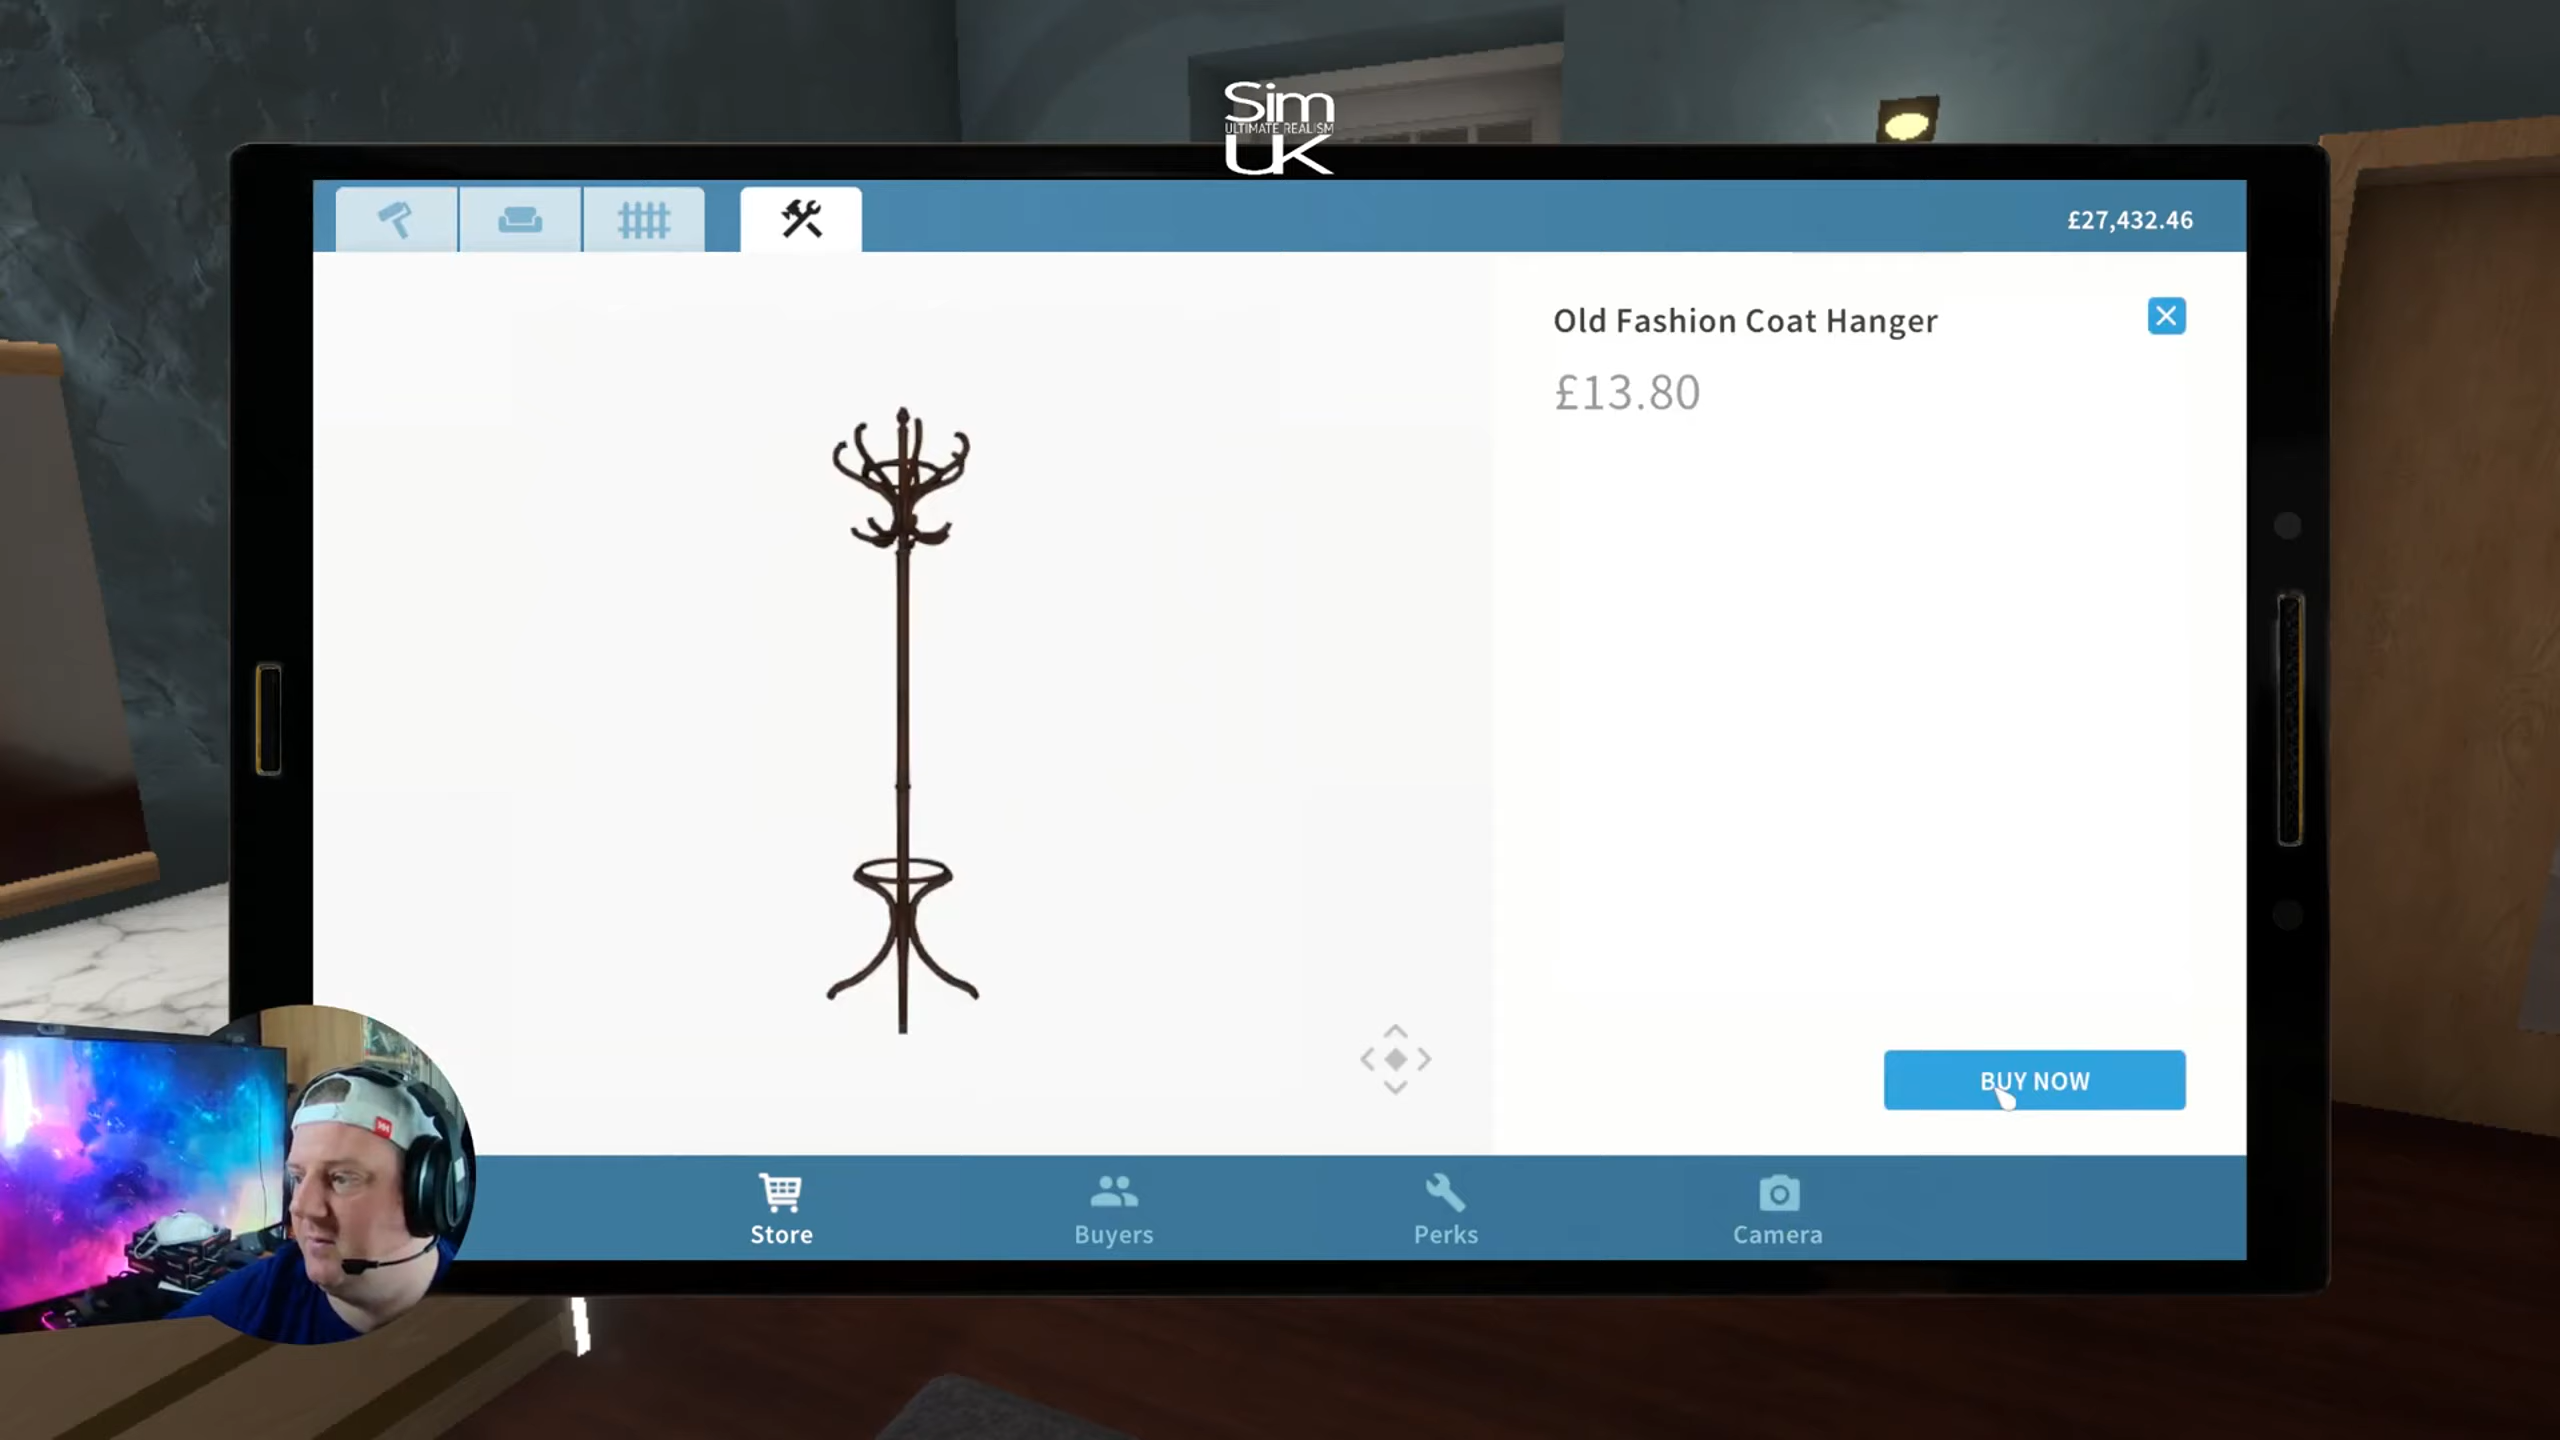 Sim
ULTIMATE REALISM
UK
£27,432.46
Old Fashion Coat Hanger
£13.80
BUY NOW
Store
Buyers
Perks
Camera